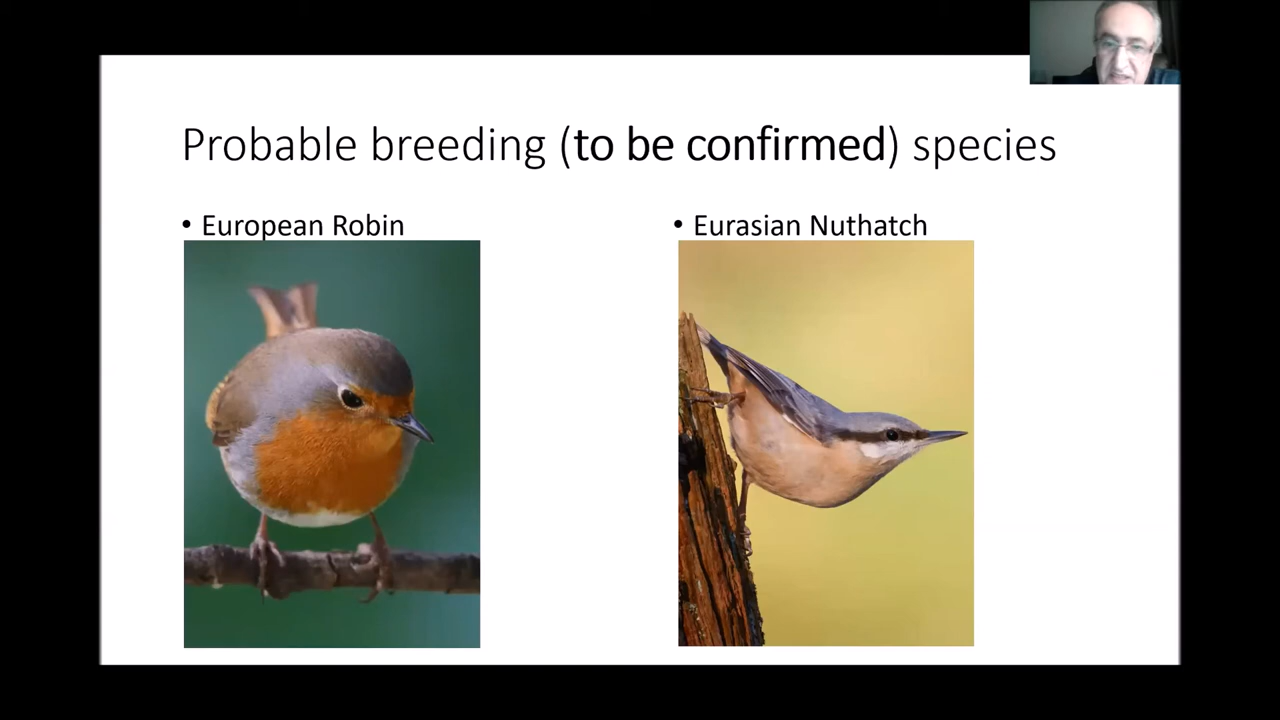 Probable breeding (to be confirmed) species
• European Robin
• Eurasian Nuthatch